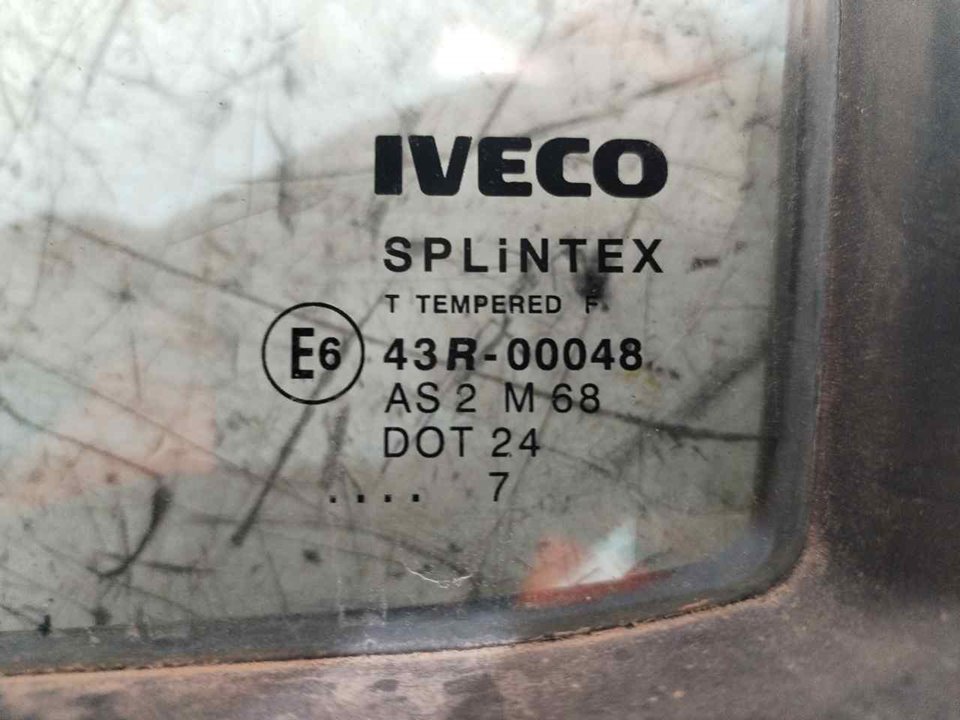 IVECO
SPLiNTEX
T TEMPERED F
E6 43R-00048
AS 2 M 68
DOT 24
.... 7